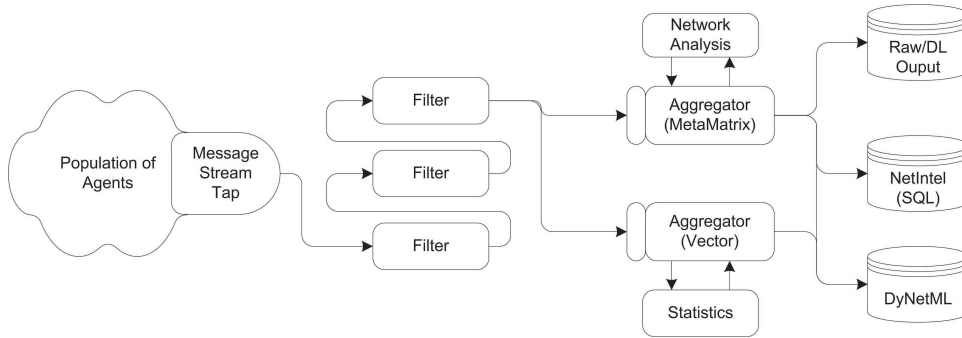 Population of
Agents
Message
Stream
Tap
Filter
Filter
Filter
Network
Analysis
Aggregator
(MetaMatrix)
Aggregator
(Vector)
Statistics
Raw/DL
Ouput
NetIntel
(SQL)
DyNetML